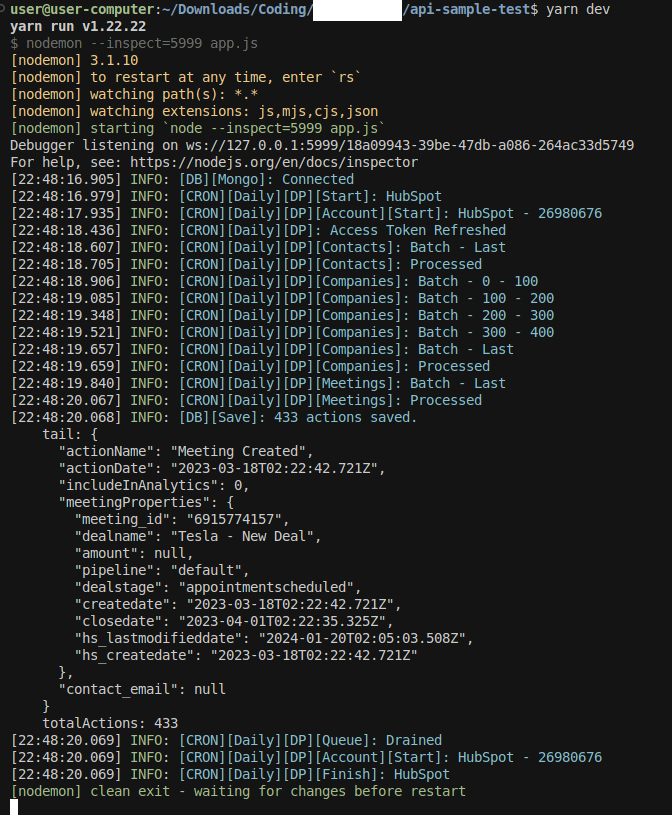 user@user-computer:~/Downloads/Coding/ /api-sample-test$ yarn dev
yarn run v1.22.22
$ nodemon --inspect=5999 app.js
[nodemon] 3.1.10
[nodemon] to restart at any time, enter `rs`
[nodemon] watching path(s): *.*
[nodemon] watching extensions: js,mjs,cjs,json
[nodemon] starting `node --inspect=5999 app.js`
Debugger listening on ws://127.0.0.1:5999/18a09943-39be-47db-a086-264ac33d5749
For help, see: https://nodejs.org/en/docs/inspector
[22:48:16.905] INFO: [DB][Mongo]: Connected
[22:48:16.979] INFO: [CRON][Daily][DP][Start]: HubSpot
[22:48:17.935] INFO: [CRON][Daily][DP][Account][Start]: HubSpot - 26980676
[22:48:18.436] INFO: [CRON][Daily][DP]: Access Token Refreshed
[22:48:18.607] INFO: [CRON][Daily][DP][Contacts]: Batch - Last
[22:48:18.705] INFO: [CRON][Daily][DP][Contacts]: Processed
[22:48:18.906] INFO: [CRON][Daily][DP][Companies]: Batch - 0 - 100
[22:48:19.085] INFO: [CRON][Daily][DP][Companies]: Batch - 100 - 200
[22:48:19.348] INFO: [CRON][Daily][DP][Companies]: Batch - 200 - 300
[22:48:19.521] INFO: [CRON][Daily][DP][Companies]: Batch - 300 - 400
[22:48:19.657] INFO: [CRON][Daily][DP][Companies]: Batch - Last
[22:48:19.659] INFO: [CRON][Daily][DP][Companies]: Processed
[22:48:19.840] INFO: [CRON][Daily][DP][Meetings]: Batch - Last
[22:48:20.067] INFO: [CRON][Daily][DP][Meetings]: Processed
[22:48:20.068] INFO: [DB][Save]: 433 actions saved.
    tail: {
      "actionName": "Meeting Created",
      "actionDate": "2023-03-18T02:22:42.721Z",
      "includeInAnalytics": 0,
      "meetingProperties": {
        "meeting_id": "6915774157",
        "dealname": "Tesla - New Deal",
        "amount": null,
        "pipeline": "default",
        "dealstage": "appointmentscheduled",
        "createdate": "2023-03-18T02:22:42.721Z",
        "closedate": "2023-04-01T02:22:35.325Z",
        "hs_lastmodifieddate": "2024-01-20T02:05:03.508Z",
        "hs_createdate": "2023-03-18T02:22:42.721Z"
      },
      "contact_email": null
    }
    totalActions: 433
[22:48:20.069] INFO: [CRON][Daily][DP][Queue]: Drained
[22:48:20.069] INFO: [CRON][Daily][DP][Account][Start]: HubSpot - 26980676
[22:48:20.069] INFO: [CRON][Daily][DP][Finish]: HubSpot
[nodemon] clean exit - waiting for changes before restart